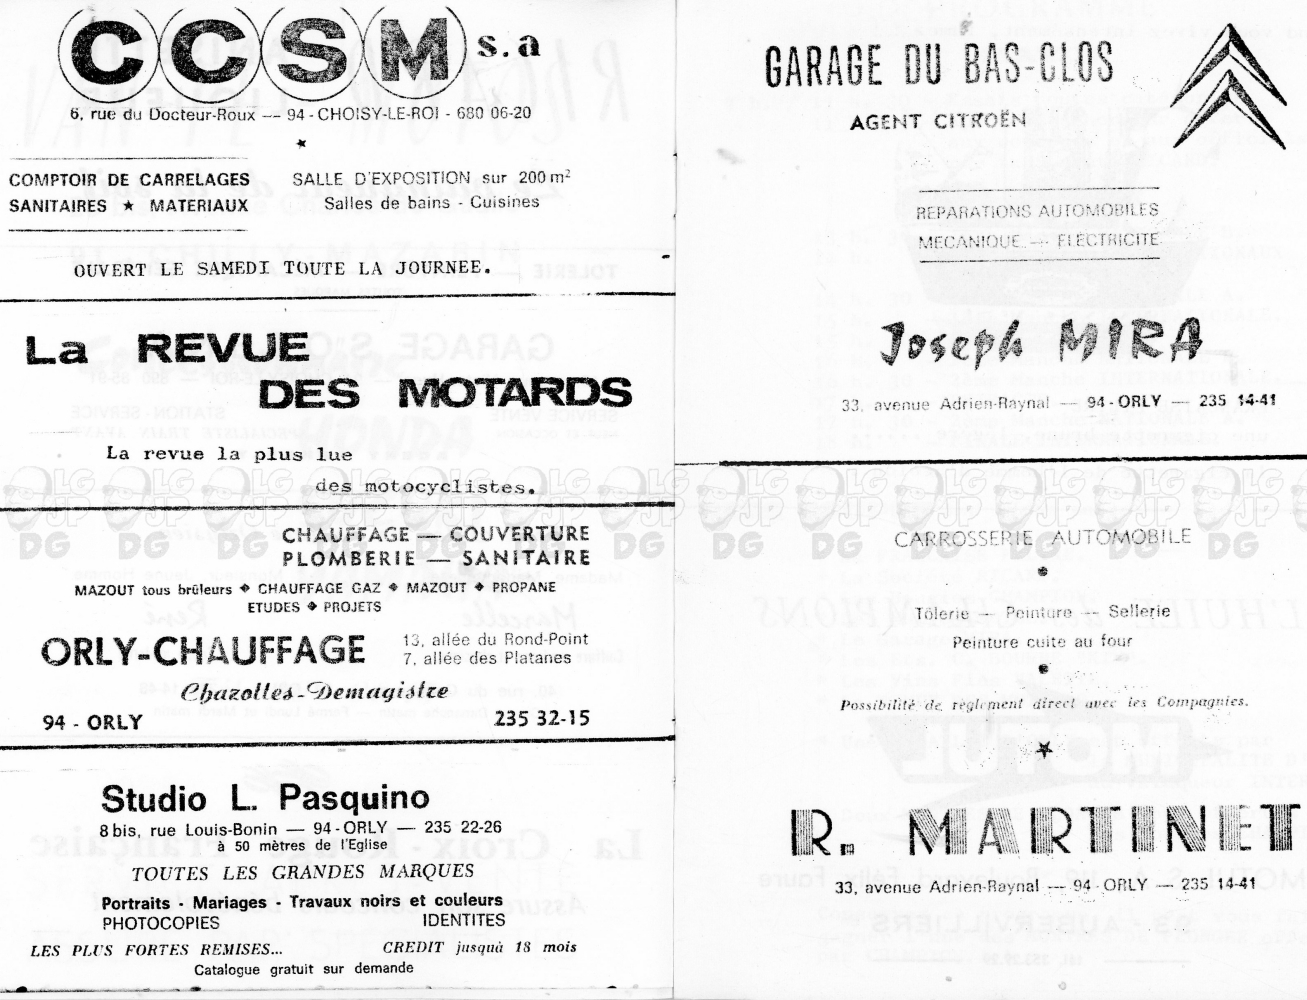 CCSM s.a
6, rue du Docteur-Roux — 94 - CHOISY-LE-ROI - 680 06-20
COMPTOIR DE CARRELAGES
SANITAIRES ★ MATERIAUX
SALLE D'EXPOSITION sur 200 m²
Salles de bains - Cuisines
OUVERT LE SAMEDI TOUTE LA JOURNEE.
La REVUE
DES MOTARDS
La revue la plus lue
des motocyclistes.
CHAUFFAGE — COUVERTURE
PLOMBERIE — SANITAIRE
MAZOUT tous brûleurs ◆ CHAUFFAGE GAZ ◆ MAZOUT ◆ PROPANE
ETUDES ◆ PROJETS
ORLY-CHAUFFAGE
13, allée du Rond-Point
7, allée des Platanes
Chazottes-Demagistre
94 - ORLY 235 32-15
Studio L. Pasquino
8 bis, rue Louis-Bonin — 94-ORLY — 235 22-26
à 50 mètres de l'Eglise
TOUTES LES GRANDES MARQUES
Portraits - Mariages - Travaux noirs et couleurs
PHOTOCOPIES IDENTITES
LES PLUS FORTES REMISES... CREDIT jusquà 18 mois
Catalogue gratuit sur demande
GARAGE DU BAS-CLOS
AGENT CITROËN
REPARATIONS AUTOMOBILES
MECANIQUE — ELECTRICITE
Joseph MIRA
33, avenue Adrien-Raynal — 94-ORLY — 235 14-41
CARROSSERIE AUTOMOBILE
Tôlerie — Peinture — Sellerie
Peinture cuite au four
Possibilité de règlement direct avec les Compagnies.
R. MARTINET
33, avenue Adrien-Raynal — 94-ORLY — 235 14-41
LG JP DG